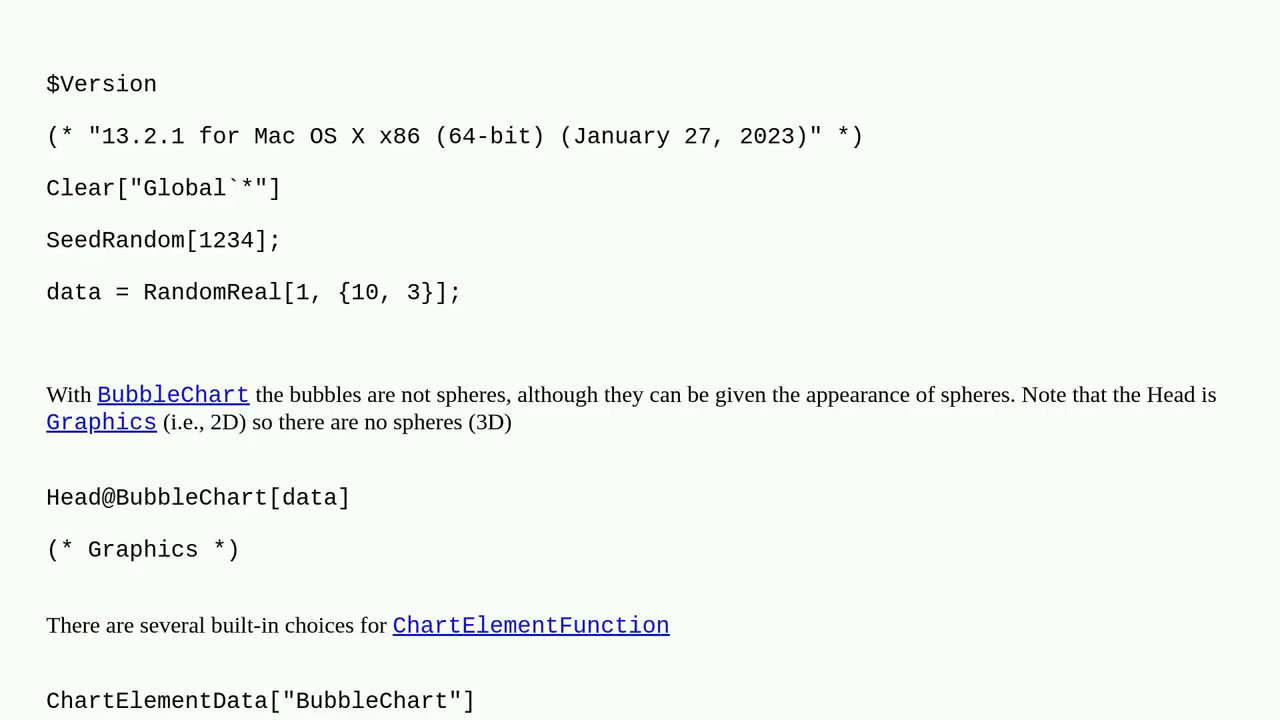 $Version
(* "13.2.1 for Mac OS X x86 (64-bit) (January 27, 2023)" *)
Clear["Global`*"]
SeedRandom[1234];
data = RandomReal[1, {10, 3}];
With BubbleChart the bubbles are not spheres, although they can be given the appearance of spheres. Note that the Head is
Graphics (i.e., 2D) so there are no spheres (3D)
Head@BubbleChart[data]
(* Graphics *)
There are several built-in choices for ChartElementFunction
ChartElementData["BubbleChart"]